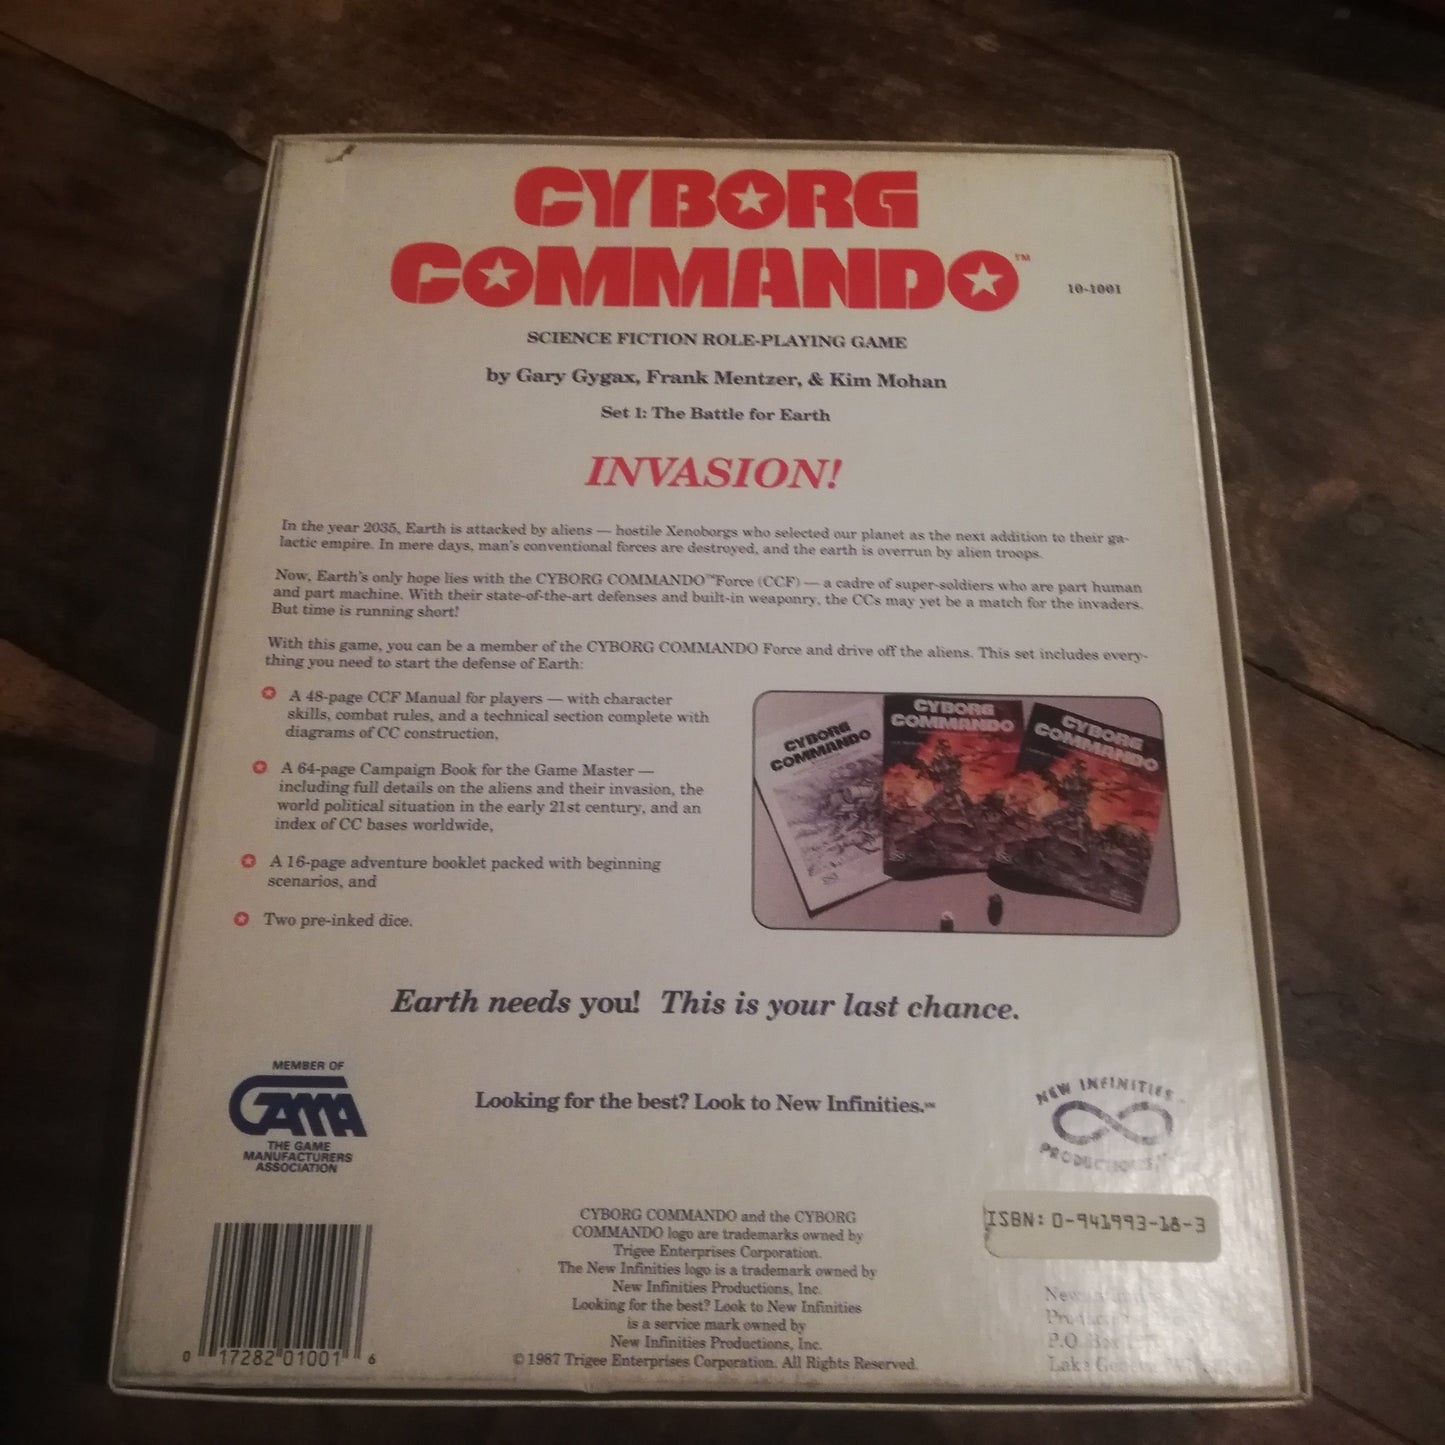 CYBORG
COMMANDO™
10-1001
SCIENCE FICTION ROLE-PLAYING GAME
by Gary Gygax, Frank Mentzer, & Kim Mohan
Set 1: The Battle for Earth
INVASION!
In the year 2035, Earth is attacked by aliens — hostile Xenoborgs who selected our planet as the next addition to their ga-
lactic empire. In mere days, man's conventional forces are destroyed, and the earth is overrun by alien troops.
Now, Earth's only hope lies with the CYBORG COMMANDO™Force (CCF) — a cadre of super-soldiers who are part human
and part machine. With their state-of-the-art defenses and built-in weaponry, the CCs may yet be a match for the invaders.
But time is running short!
With this game, you can be a member of the CYBORG COMMANDO Force and drive off the aliens. This set includes every-
thing you need to start the defense of Earth:
A 48-page CCF Manual for players — with character
skills, combat rules, and a technical section complete with
diagrams of CC construction,
A 64-page Campaign Book for the Game Master —
including full details on the aliens and their invasion, the
world political situation in the early 21st century, and an
index of CC bases worldwide,
A 16-page adventure booklet packed with beginning
scenarios, and
Two pre-inked dice.
CYBORG
COMMANDO
CYBORG
COMMANDO
CYBORG
COMMANDO
Earth needs you! This is your last chance.
MEMBER OF
GAMA
THE GAME
MANUFACTURERS
ASSOCIATION
Looking for the best? Look to New Infinities.℠
NEW INFINITIES
PRODUCTIONS
CYBORG COMMANDO and the CYBORG
COMMANDO logo are trademarks owned by
Trigee Enterprises Corporation.
The New Infinities logo is a trademark owned by
New Infinities Productions, Inc.
Looking for the best? Look to New Infinities
is a service mark owned by
New Infinities Productions, Inc.
© 1987 Trigee Enterprises Corporation. All Rights Reserved.
ISBN: 0-941993-18-3
New
P.O. Box
Lake
0 17282 01001 6